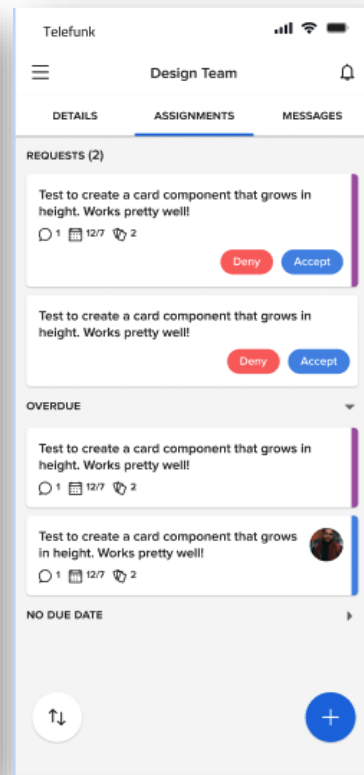 Telefunk
Design Team
DETAILS ASSIGNMENTS MESSAGES
REQUESTS (2)
Test to create a card component that grows in
height. Works pretty well!
1 12/7 2
Deny Accept
Test to create a card component that grows in
height. Works pretty well!
Deny Accept
OVERDUE
Test to create a card component that grows in
height. Works pretty well!
1 12/7 2
Test to create a card component that grows
in height. Works pretty well!
1 12/7 2
NO DUE DATE